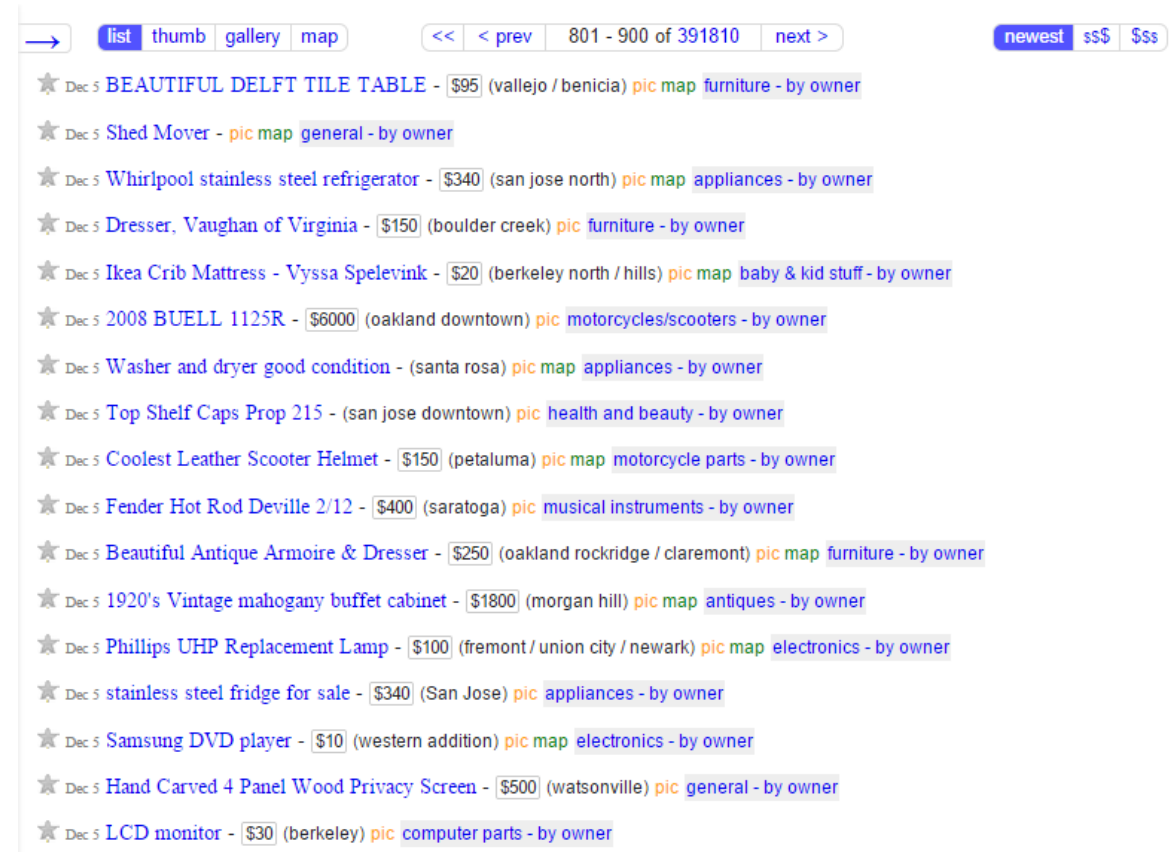 → list thumb gallery map << < prev 801 - 900 of 391810 next > newest $$$ $$$
Dec 5 BEAUTIFUL DELFT TILE TABLE - $95 (vallejo / benicia) pic map furniture - by owner
Dec 5 Shed Mover - pic map general - by owner
Dec 5 Whirlpool stainless steel refrigerator - $340 (san jose north) pic map appliances - by owner
Dec 5 Dresser, Vaughan of Virginia - $150 (boulder creek) pic furniture - by owner
Dec 5 Ikea Crib Mattress - Vyssa Spelevink - $20 (berkeley north / hills) pic map baby & kid stuff - by owner
Dec 5 2008 BUELL 1125R - $6000 (oakland downtown) pic motorcycles/scooters - by owner
Dec 5 Washer and dryer good condition - (santa rosa) pic map appliances - by owner
Dec 5 Top Shelf Caps Prop 215 - (san jose downtown) pic health and beauty - by owner
Dec 5 Coolest Leather Scooter Helmet - $150 (petaluma) pic map motorcycle parts - by owner
Dec 5 Fender Hot Rod Deville 2/12 - $400 (saratoga) pic musical instruments - by owner
Dec 5 Beautiful Antique Armoire & Dresser - $250 (oakland rockridge / claremont) pic map furniture - by owner
Dec 5 1920's Vintage mahogany buffet cabinet - $1800 (morgan hill) pic map antiques - by owner
Dec 5 Phillips UHP Replacement Lamp - $100 (fremont / union city / newark) pic map electronics - by owner
Dec 5 stainless steel fridge for sale - $340 (San Jose) pic appliances - by owner
Dec 5 Samsung DVD player - $10 (western addition) pic map electronics - by owner
Dec 5 Hand Carved 4 Panel Wood Privacy Screen - $500 (watsonville) pic general - by owner
Dec 5 LCD monitor - $30 (berkeley) pic computer parts - by owner